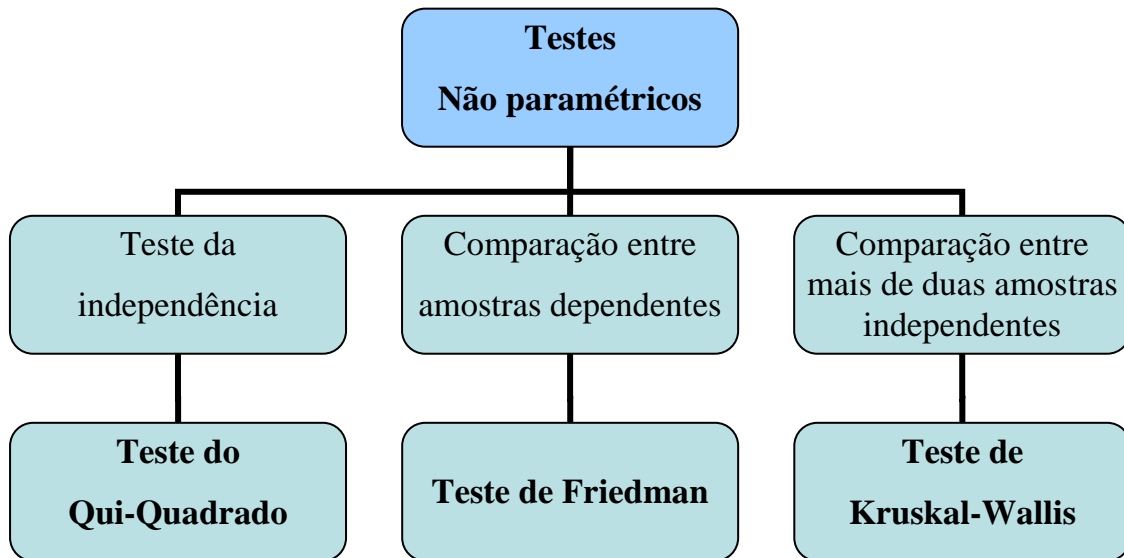 Testes
Não paramétricos
Teste da
independência
Comparação entre
amostras dependentes
Comparação entre
mais de duas amostras
independentes
Teste do
Qui-Quadrado
Teste de Friedman
Teste de
Kruskal-Wallis